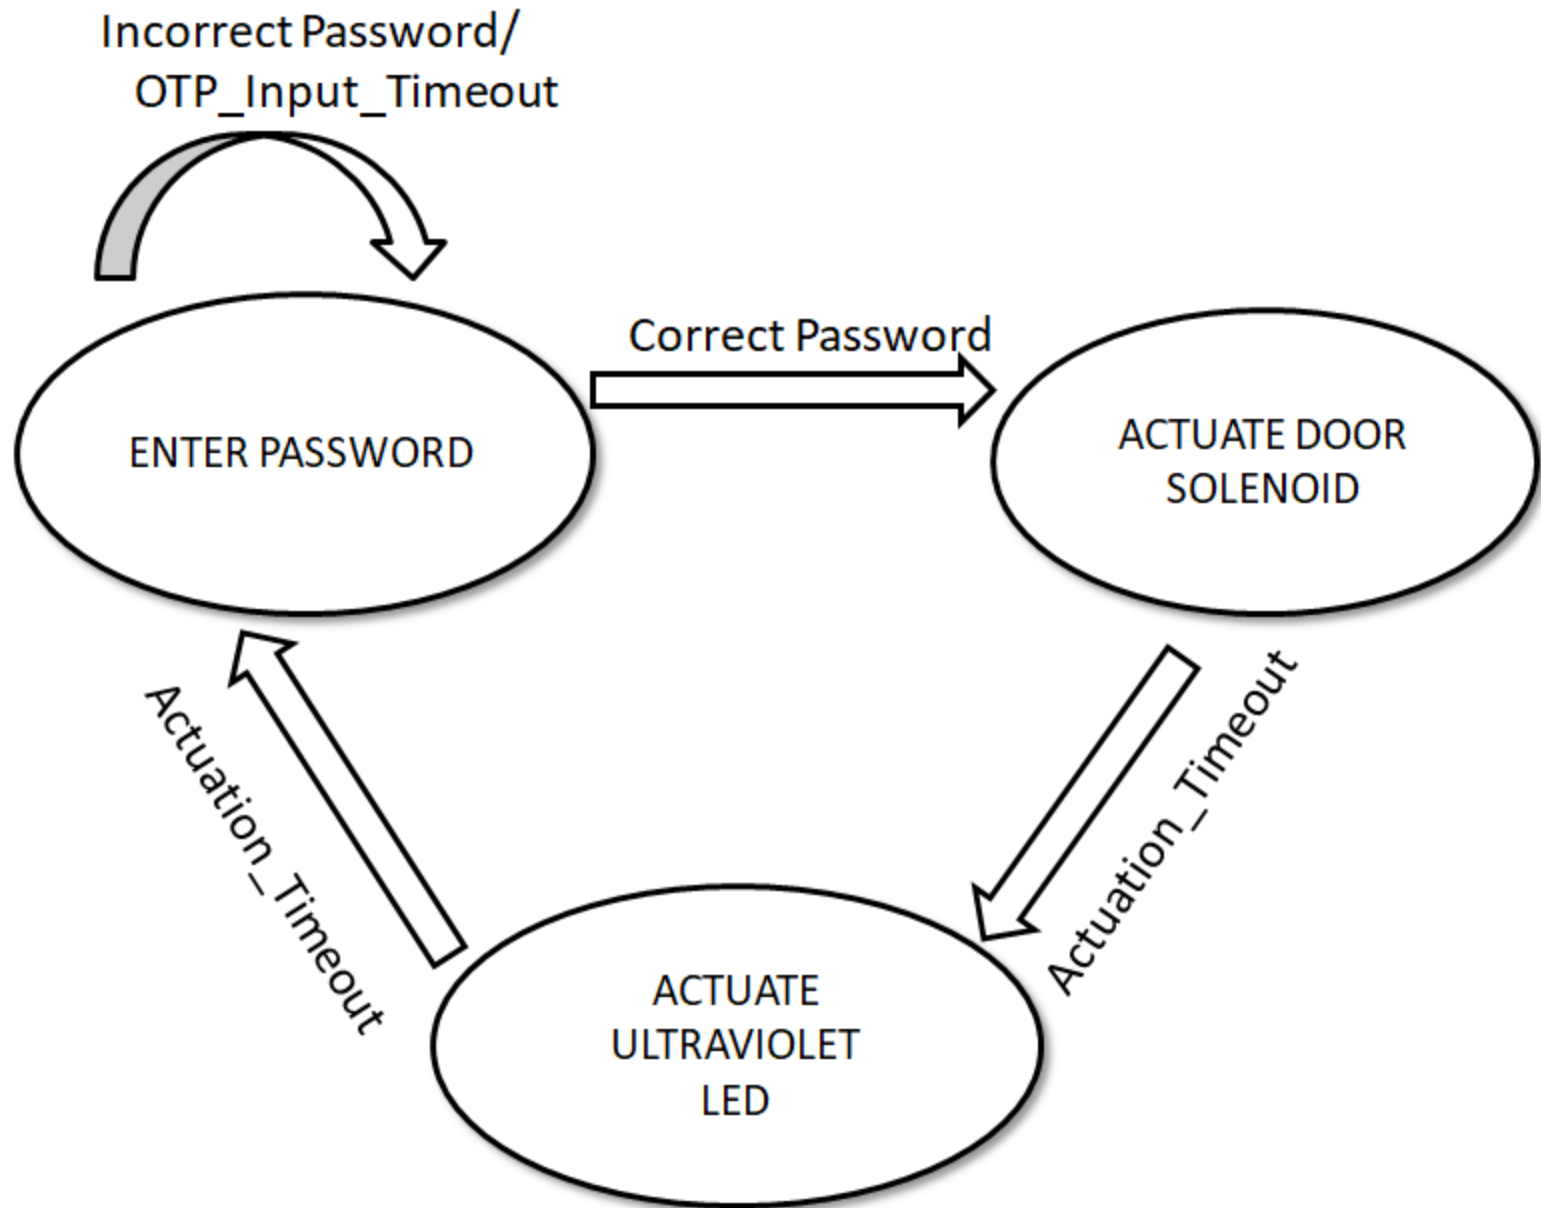 Incorrect Password/
OTP_Input_Timeout
Correct Password
ENTER PASSWORD
ACTUATE DOOR
SOLENOID
Actuation_Timeout
Actuation_Timeout
ACTUATE
ULTRAVIOLET
LED